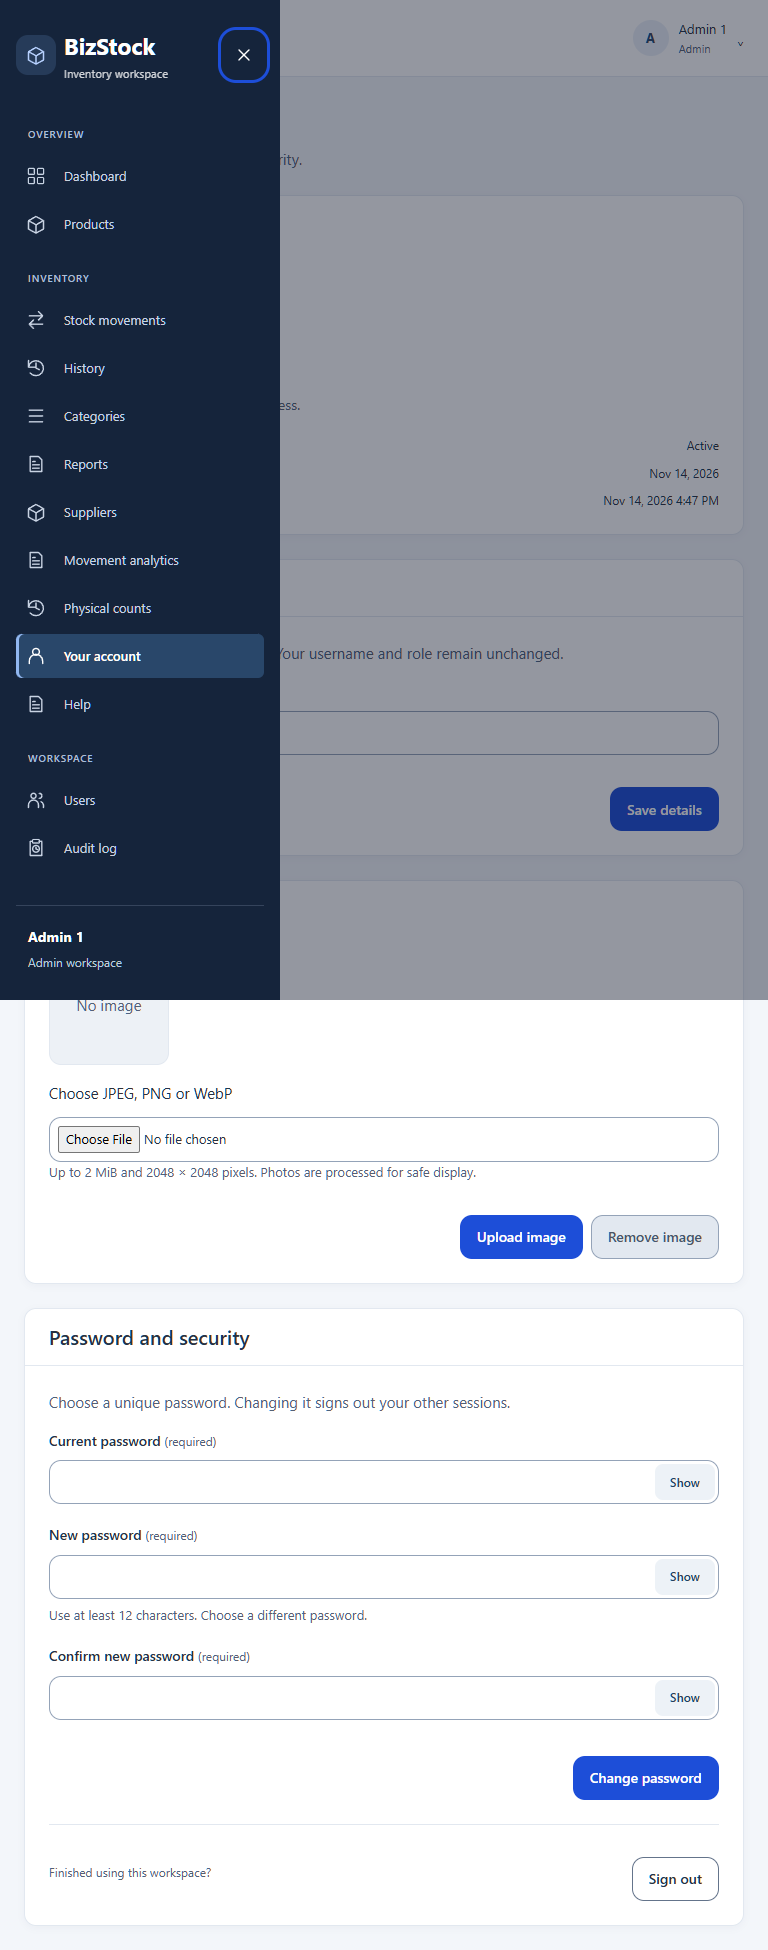 BizStock
Inventory workspace
OVERVIEW
Dashboard
Products
INVENTORY
Stock movements
History
Categories
Reports
Suppliers
Movement analytics
Physical counts
Your account
Help
WORKSPACE
Users
Audit log
Admin 1
Admin workspace
A
Admin 1
Admin
rity.
ess.
Active
Nov 14, 2026
Nov 14, 2026 4:47 PM
Your username and role remain unchanged.
Save details
No image
Choose JPEG, PNG or WebP
Choose File No file chosen
Up to 2 MiB and 2048 × 2048 pixels. Photos are processed for safe display.
Upload image
Remove image
Password and security
Choose a unique password. Changing it signs out your other sessions.
Current password (required)
Show
New password (required)
Show
Use at least 12 characters. Choose a different password.
Confirm new password (required)
Show
Change password
Finished using this workspace?
Sign out